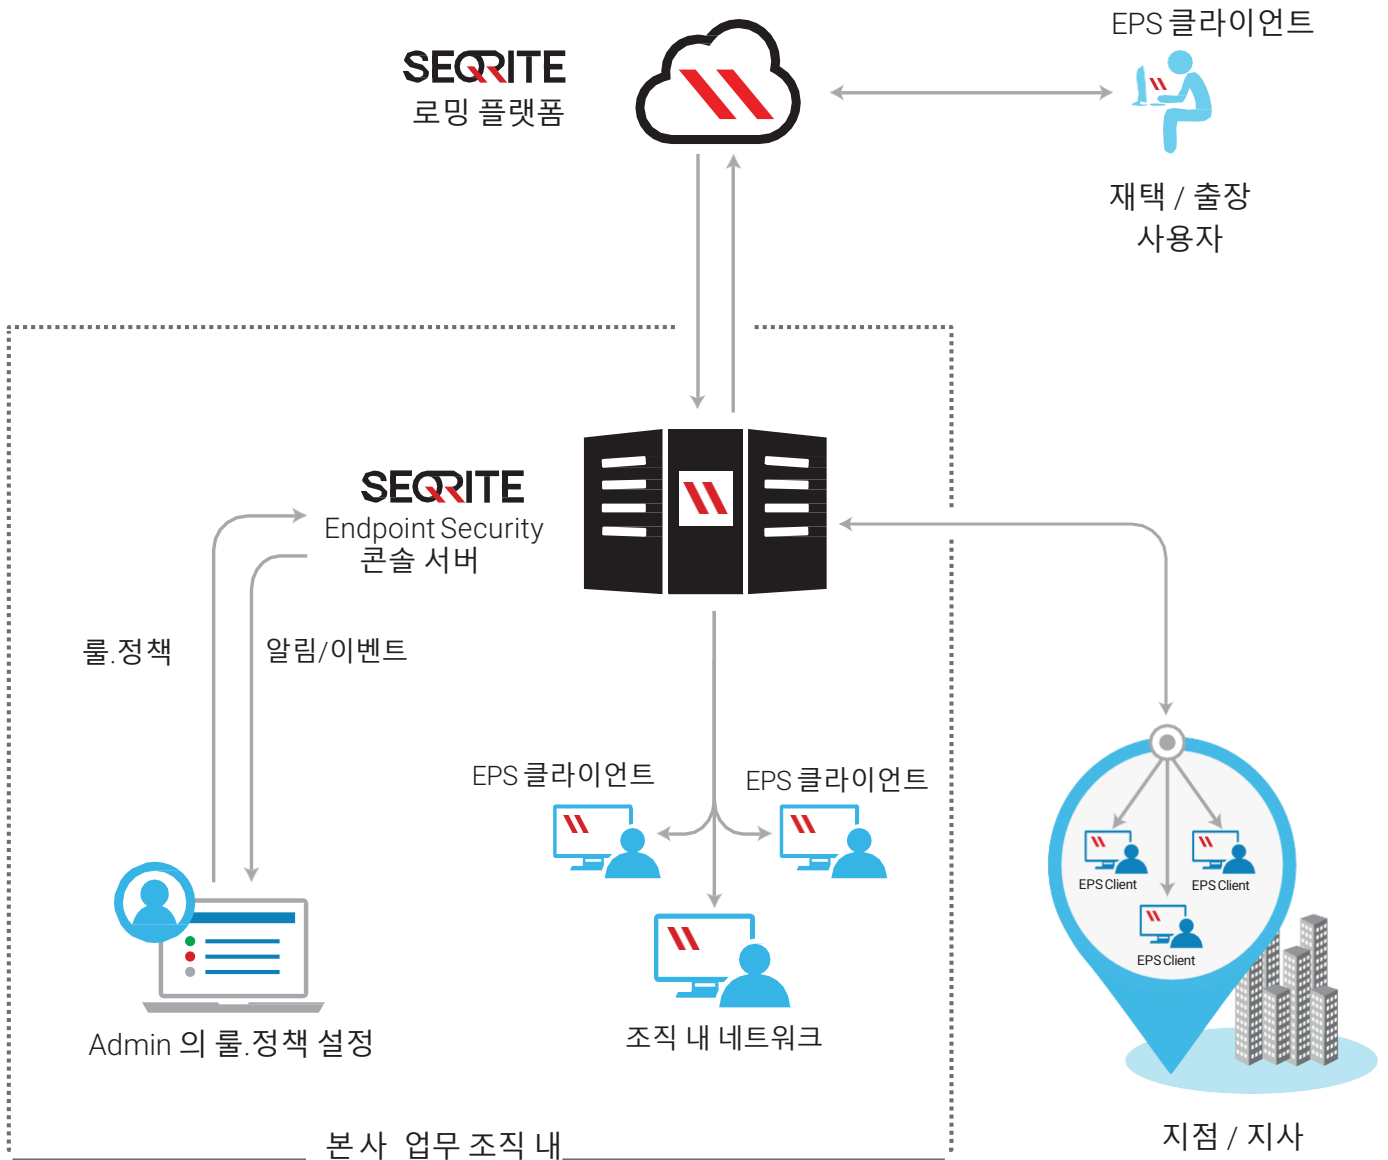 EPS 클라이언트
SEQRITE
로밍 플랫폼
재택 / 출장
사용자
SEQRITE
Endpoint Security
콘솔 서버
룰.정책
알림/이벤트
EPS 클라이언트
EPS 클라이언트
EPS Client
EPS Client
EPS Client
Admin 의 룰.정책 설정
조직 내 네트워크
지점 / 지사
본사 업무 조직 내